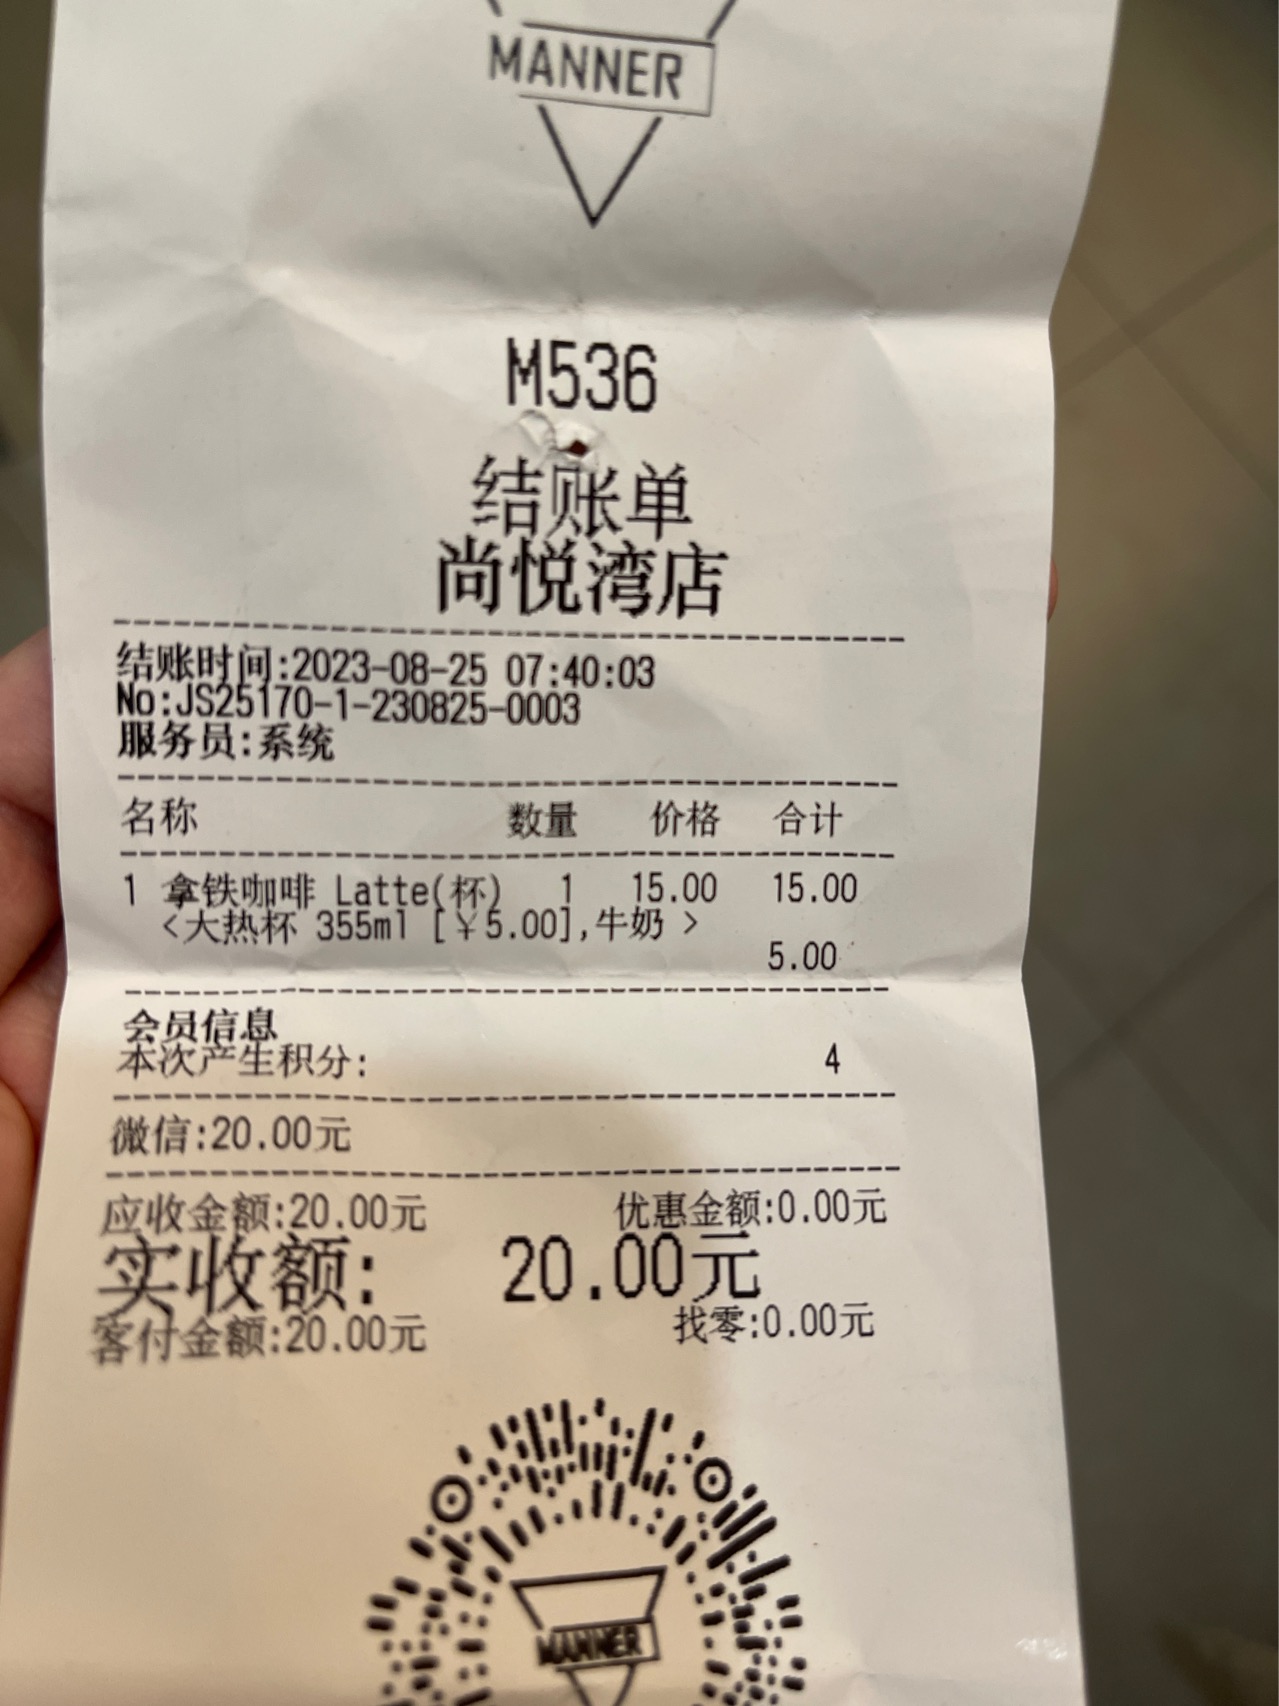 MANNER
M536
结账单
尚悦湾店
结账时间:2023-08-25 07:40:03
No:JS25170-1-230825-0003
服务员:系统
名称 数量 价格 合计
1 拿铁咖啡 Latte(杯) 1 15.00 15.00
<大热杯 355ml [￥5.00],牛奶 >
5.00
会员信息
本次产生积分: 4
微信:20.00元
应收金额:20.00元 优惠金额:0.00元
实收额: 20.00元
客付金额:20.00元 找零:0.00元
MANNER